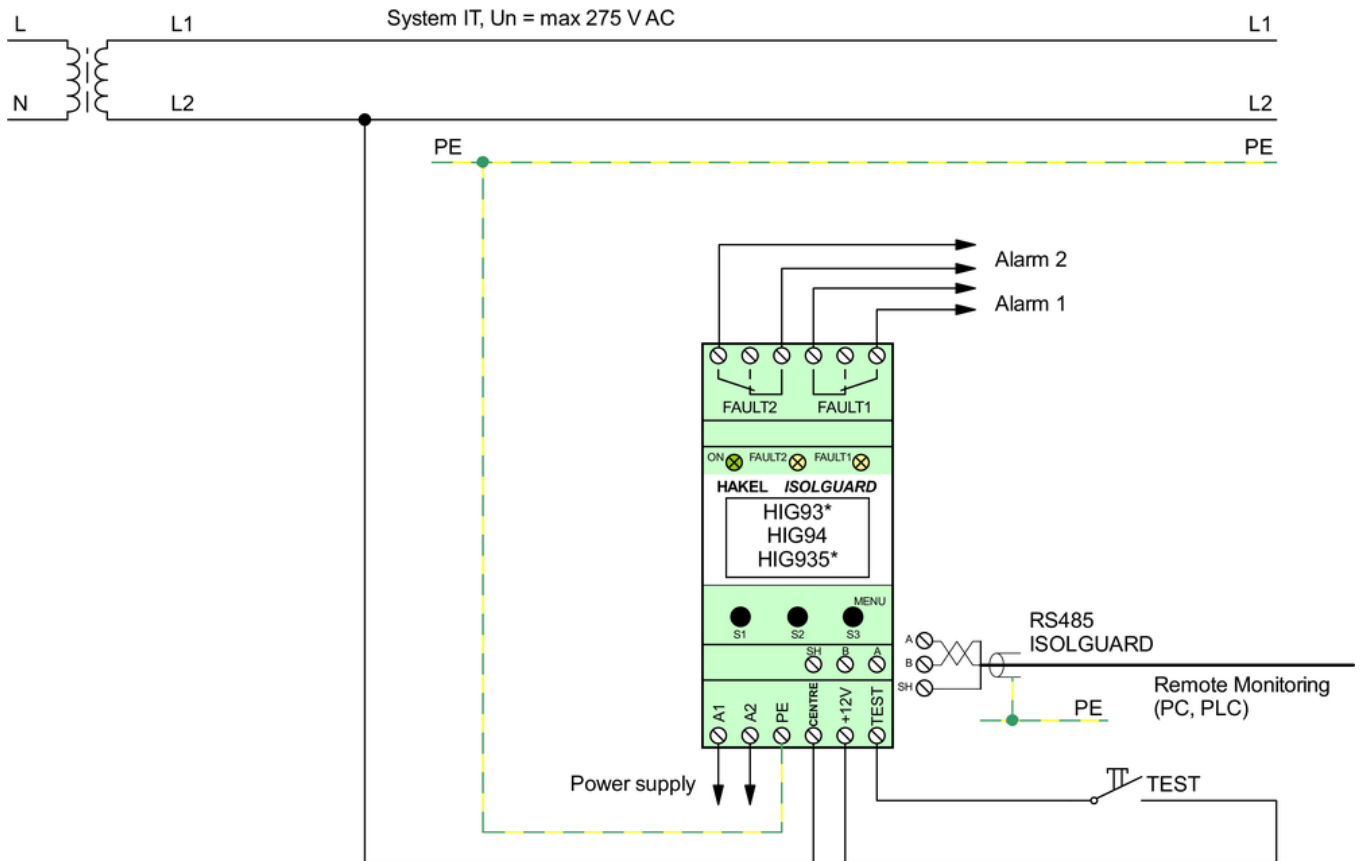 L L1 System IT, Un = max 275 V AC L1
N L2 L2
PE PE
Alarm 2
Alarm 1
FAULT2 FAULT1
ON FAULT2 FAULT1
HAKEL ISOLGUARD
HIG93*
HIG94
HIG935*
MENU
S1 S2 S3
SH B A
A
B
SH
RS485
ISOLGUARD
Remote Monitoring
(PC, PLC)
PE
A1 A2 PE CENTRE +12V TEST
Power supply
TEST